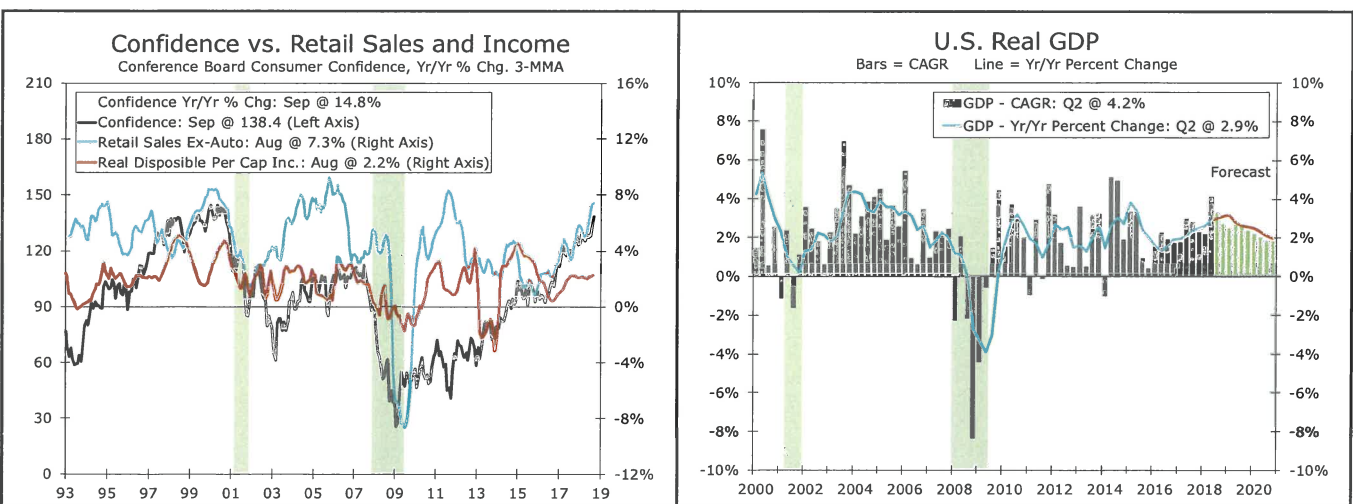 Confidence vs. Retail Sales and Income
Conference Board Consumer Confidence, Yr/Yr % Chg. 3-MMA
210
180
150
120
90
60
30
0
16%
12%
8%
4%
0%
-4%
-8%
-12%
Confidence Yr/Yr % Chg: Sep @ 14.8%
Confidence: Sep @ 138.4 (Left Axis)
Retail Sales Ex-Auto: Aug @ 7.3% (Right Axis)
Real Disposible Per Cap Inc.: Aug @ 2.2% (Right Axis)
93 95 97 99 01 03 05 07 09 11 13 15 17 19
U.S. Real GDP
Bars = CAGR Line = Yr/Yr Percent Change
10%
8%
6%
4%
2%
0%
-2%
-4%
-6%
-8%
-10%
10%
8%
6%
4%
2%
0%
-2%
-4%
-6%
-8%
-10%
GDP - CAGR: Q2 @ 4.2%
GDP - Yr/Yr Percent Change: Q2 @ 2.9%
Forecast
2000 2002 2004 2006 2008 2010 2012 2014 2016 2018 2020